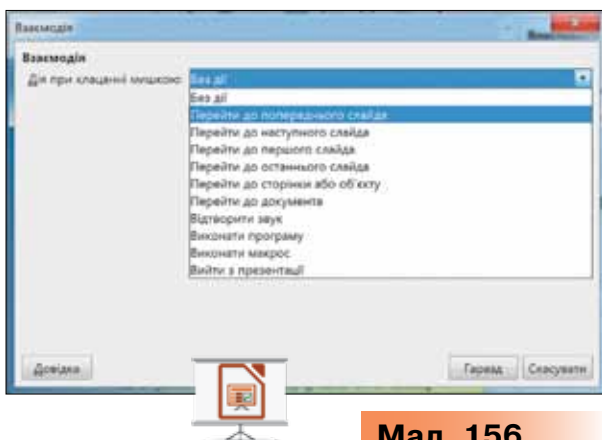 Взаємодія
Взаємодія
Дія при клацанні мишкою:
Без дії
Без дії
Перейти до попереднього слайда
Перейти до наступного слайда
Перейти до першого слайда
Перейти до останнього слайда
Перейти до сторінки або об'єкту
Перейти до документа
Відтворити звук
Виконати програму
Виконати макрос
Вийти з презентації
Довідка
Гаразд
Скасувати
Мал. 156